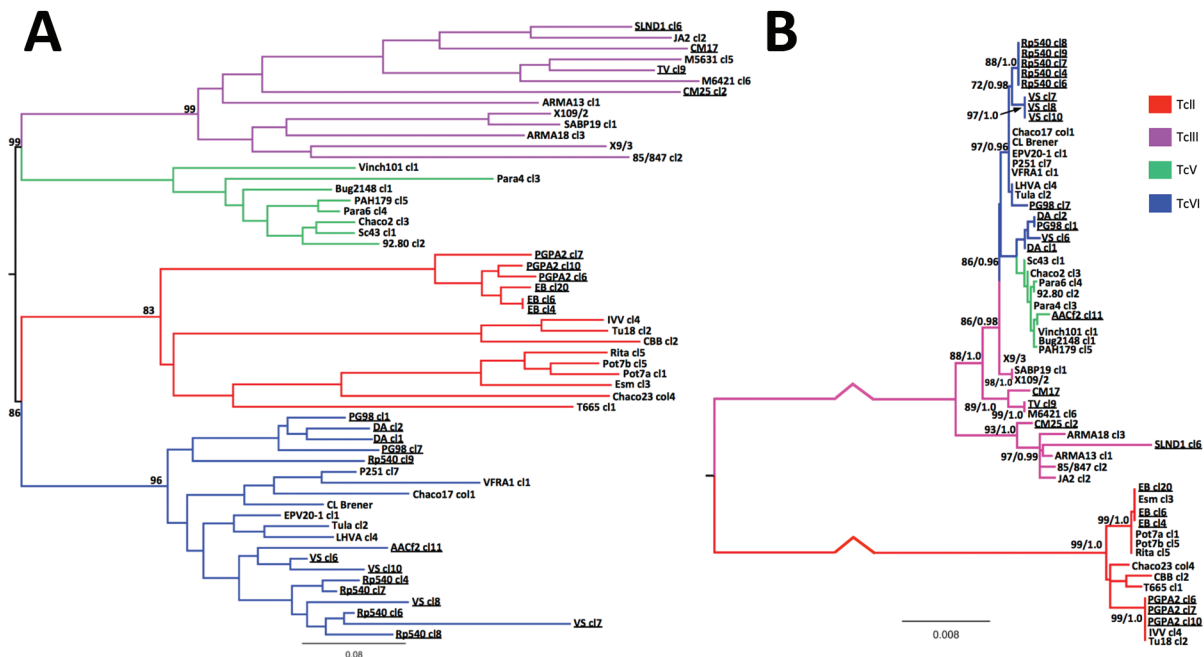 A
SLND1 cl6
JA2 cl2
CM17
M5631 cl5
TV cl9
M6421 cl6
CM25 cl2
99
ARMA13 cl1
X109/2
SABP19 cl1
ARMA18 cl3
X9/3
85/847 cl2
99
Vinch101 cl1
Para4 cl3
Bug2148 cl1
PAH179 cl5
Para6 cl4
Chaco2 cl3
Sc43 cl1
92.80 cl2
PGPA2 cl7
PGPA2 cl10
PGPA2 cl6
EB cl20
EB cl6
EB cl4
83
IVV cl4
Tu18 cl2
CBB cl2
Rita cl5
Pot7b cl5
Pot7a cl1
Esm cl3
Chaco23 col4
T665 cl1
86
PG98 cl1
DA cl2
DA cl1
PG98 cl7
Rp540 cl9
96
P251 cl7
VFRA1 cl1
Chaco17 col1
CL Brener
EPV20-1 cl1
Tula cl2
LHVA cl4
AACf2 cl11
VS cl6
VS cl10
Rp540 cl4
Rp540 cl7
VS cl8
Rp540 cl6
VS cl7
Rp540 cl8
0.08
B
Rp540 cl8
Rp540 cl9
88/1.0
Rp540 cl7
Rp540 cl4
72/0.98
Rp540 cl6
VS cl7
VS cl8
97/1.0
VS cl10
Chaco17 col1
CL Brener
97/0.96
EPV20-1 cl1
P251 cl7
VFRA1 cl1
LHVA cl4
Tula cl2
PG98 cl7
DA cl2
PG98 cl1
VS cl6
DA cl1
86/0.96
Sc43 cl1
Chaco2 cl3
Para6 cl4
92.80 cl2
Para4 cl3
AACf2 cl11
86/0.98
Vinch101 cl1
Bug2148 cl1
PAH179 cl5
88/1.0
X9/3
SABP19 cl1
98/1.0
X109/2
CM17
89/1.0
TV cl9
99/1.0
M6421 cl6
CM25 cl2
93/1.0
ARMA18 cl3
SLND1 cl6
97/0.99
ARMA13 cl1
85/847 cl2
JA2 cl2
EB cl20
Esm cl3
EB cl6
99/1.0
EB cl4
Pot7a cl1
99/1.0
Pot7b cl5
Rita cl5
Chaco23 col4
CBB cl2
T665 cl1
PGPA2 cl6
PGPA2 cl7
99/1.0
PGPA2 cl10
IVV cl4
Tu18 cl2
0.008
TcII
TcIII
TcV
TcVI